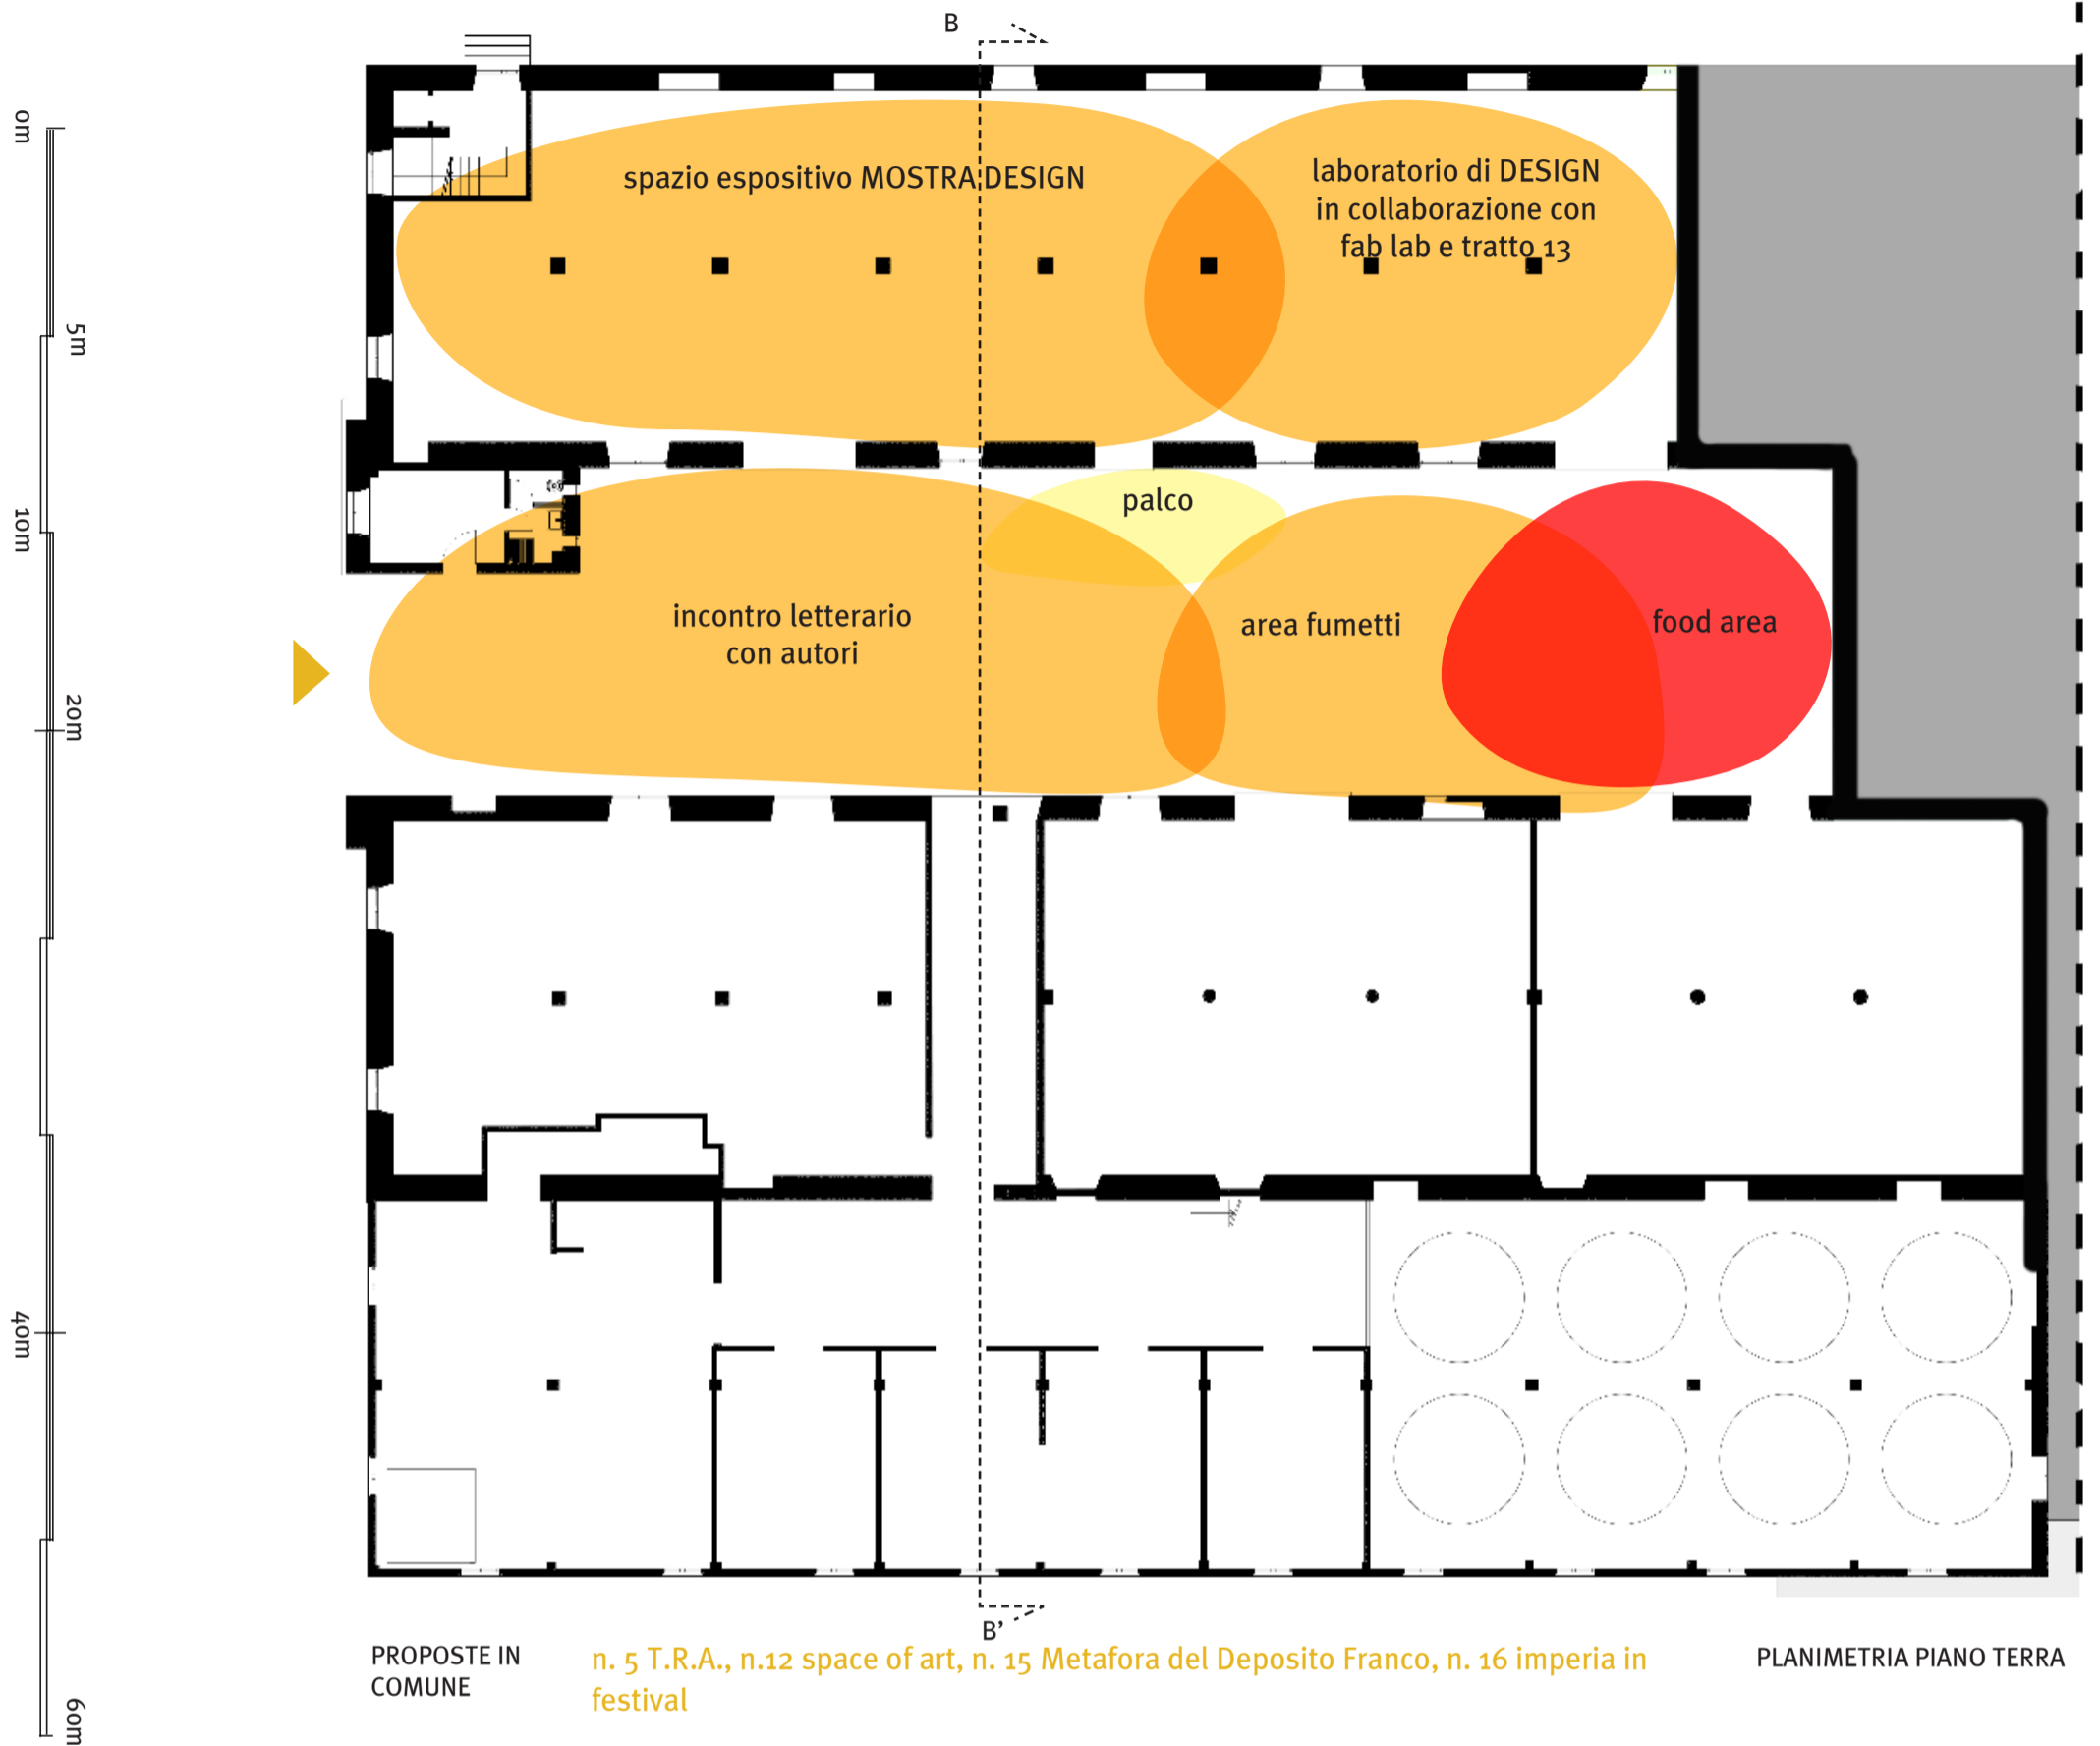 B
0m
5m
10m
20m
40m
60m
spazio espositivo MOSTRA DESIGN
laboratorio di DESIGN
in collaborazione con
fab lab e tratto 13
palco
incontro letterario
con autori
area fumetti
food area
B’
PROPOSTE IN
COMUNE
n. 5 T.R.A., n.12 space of art, n. 15 Metafora del Deposito Franco, n. 16 imperia in
festival
PLANIMETRIA PIANO TERRA